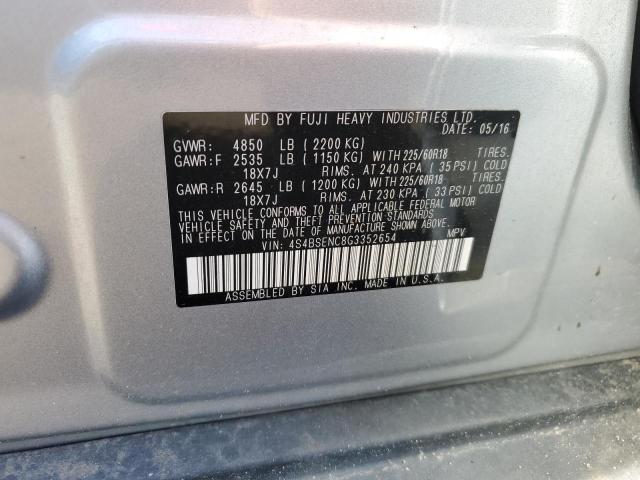 MFD BY FUJI HEAVY INDUSTRIES LTD.
DATE: 05/16
GVWR: 4850 LB (2200 KG)
GAWR:F 2535 LB (1150 KG) WITH 225/60R18 TIRES.
18X7J RIMS. AT 240 KPA (35 PSI) COLD
GAWR:R 2645 LB (1200 KG) WITH 225/60R18 TIRES.
18X7J RIMS. AT 230 KPA (33 PSI) COLD
THIS VEHICLE CONFORMS TO ALL APPLICABLE FEDERAL MOTOR
VEHICLE SAFETY AND THEFT PREVENTION STANDARDS
IN EFFECT ON THE DATE OF MANUFACTURE SHOWN ABOVE.
VIN: 4S4BSENC8G3352654 MPV
ASSEMBLED BY SIA INC. MADE IN U.S.A.